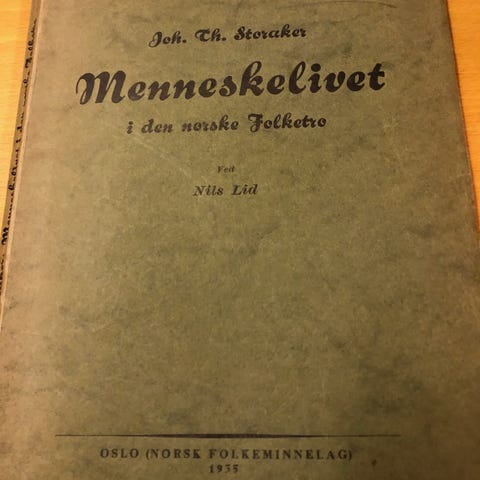 Joh. Th. Storaker
Menneskelivet
i den norske Folketro
Ved
Nils Lid
OSLO (NORSK FOLKEMINNELAG)
1935